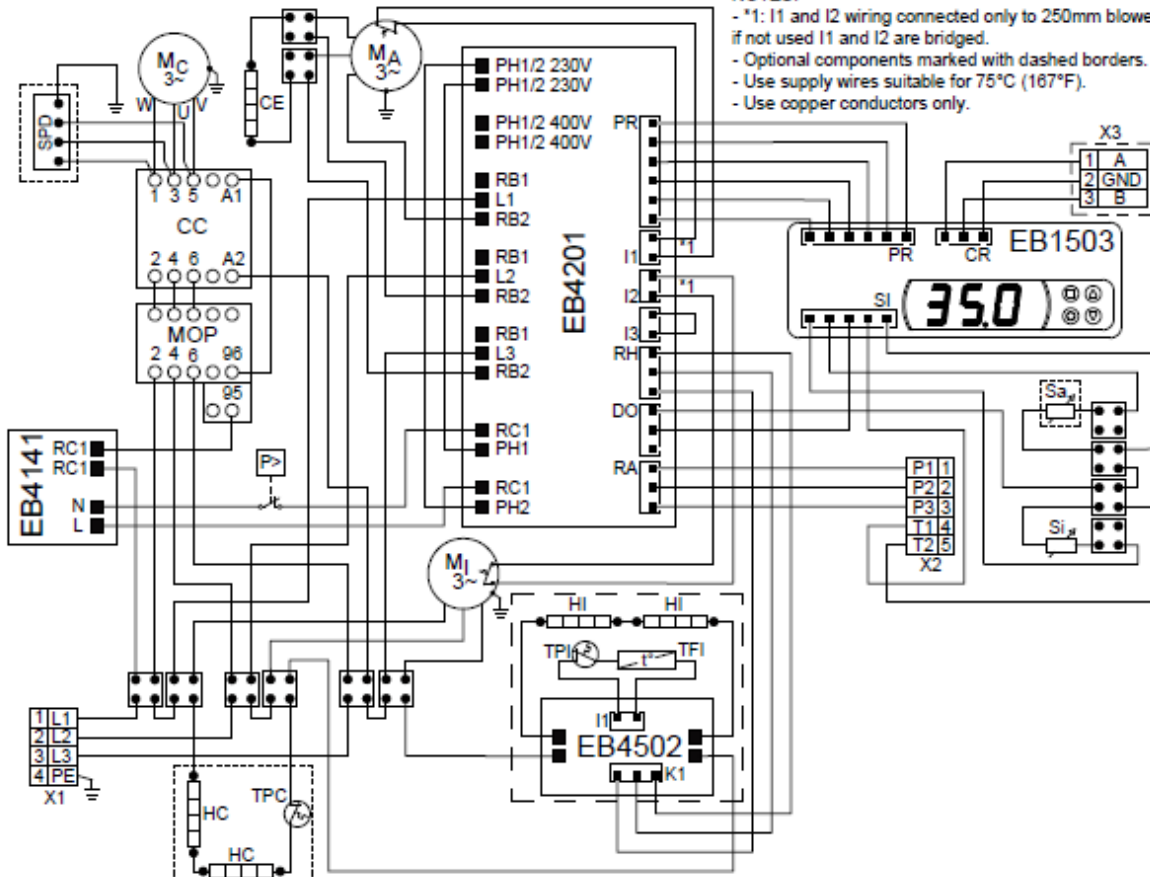 - *1: I1 and I2 wiring connected only to 250mm blowe
if not used I1 and I2 are bridged.
- Optional components marked with dashed borders.
- Use supply wires suitable for 75°C (167°F).
- Use copper conductors only.
MC
3~
W
U
V
SPD
CE
MA
3~
1 3 5 A1
CC
2 4 6 A2
MOP
2 4 6 96
95
EB4141
RC1
RC1
N
L
P>
EB4201
PH1/2 230V
PH1/2 230V
PH1/2 400V
PH1/2 400V
RB1
L1
RB2
RB1
L2
RB2
RB1
L3
RB2
RC1
PH1
RC1
PH2
PR
I1
*1
I2
*1
I3
RH
DO
RA
X3
1 A
2 GND
3 B
EB1503
PR
CR
SI
35.0
Sa
Si
P1 1
P2 2
P3 3
T1 4
T2 5
X2
MI
3~
HI
HI
TPI
t°
TFI
I1
EB4502
K1
1 L1
2 L2
3 L3
4 PE
X1
HC
TPC
HC